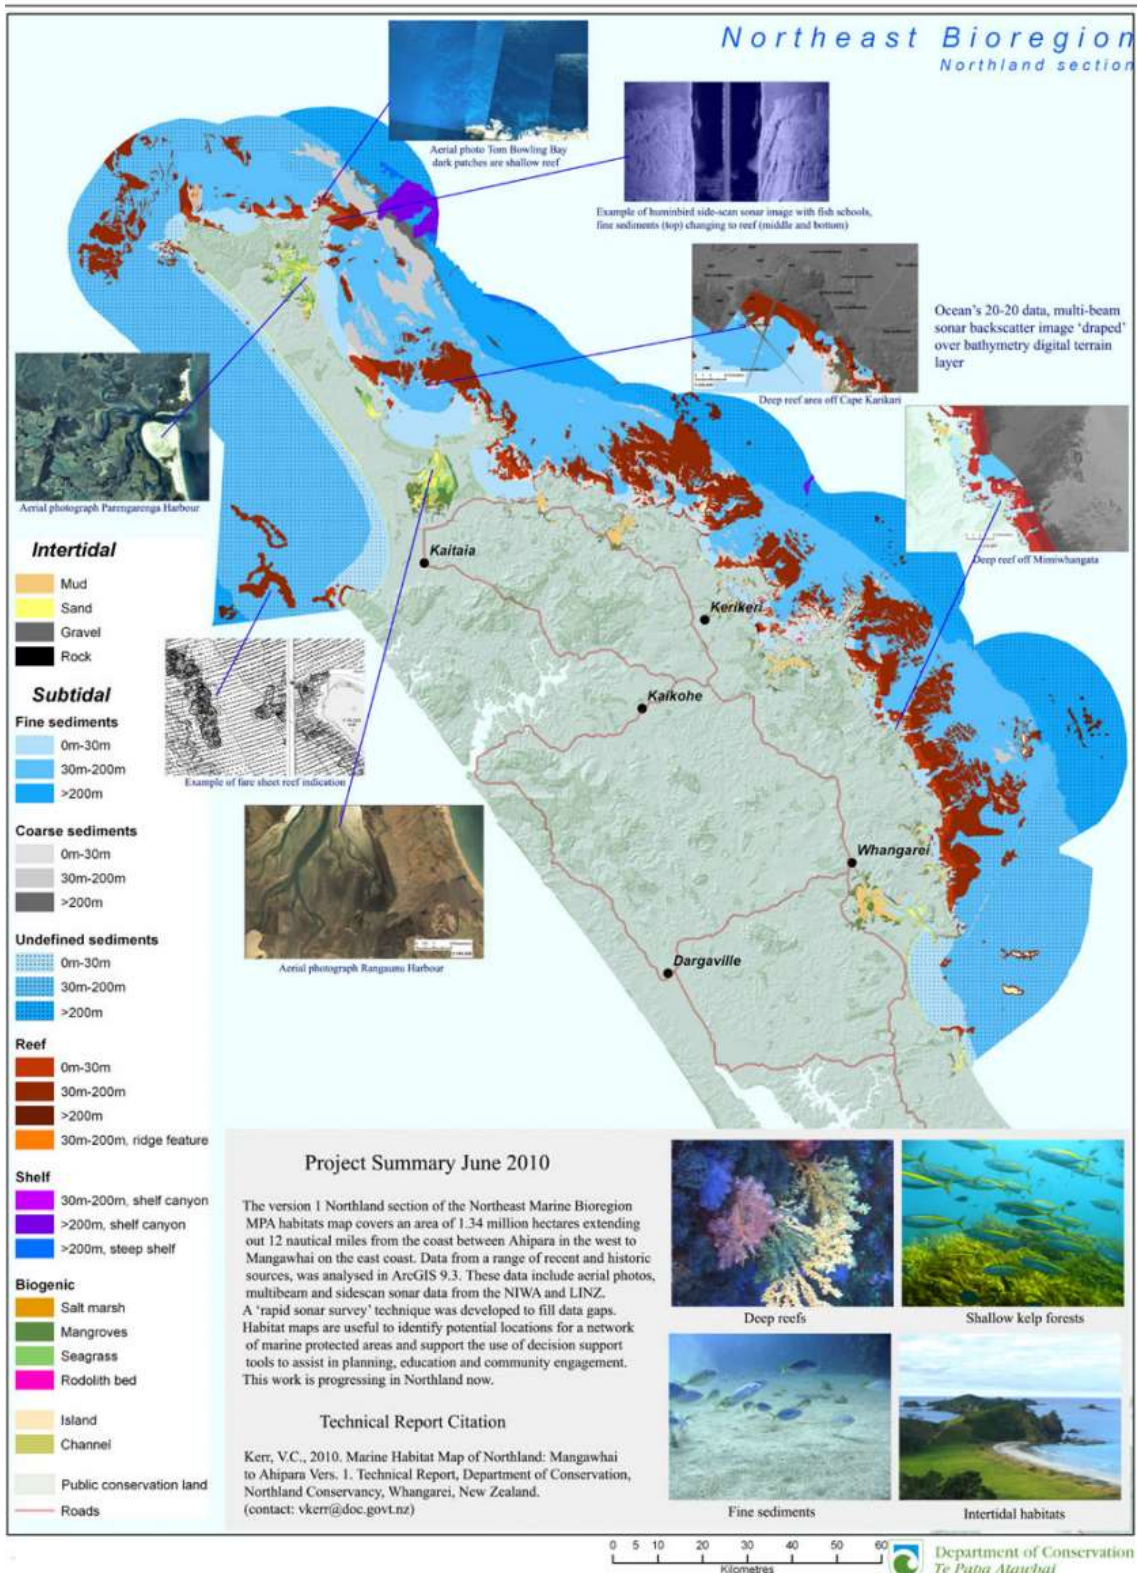 Northeast Bioregion
Northland section
Aerial photo Tom Bowling Bay
dark patches are shallow reef
Example of huminbird side-scan sonar image with fish schools,
fine sediments (top) changing to reef (middle and bottom)
Ocean's 20-20 data, multi-beam
sonar backscatter image 'draped'
over bathymetry digital terrain
layer
Deep reef area off Cape Karikari
Aerial photograph Parengarenga Harbour
Deep reef off Mimiwhangata
Kaitaia
Kerikeri
Kaikohe
Whangarei
Dargaville
Example of fare sheet reef indication
Aerial photograph Rangaunu Harbour
Intertidal
Mud
Sand
Gravel
Rock
Subtidal
Fine sediments
0m-30m
30m-200m
>200m
Coarse sediments
0m-30m
30m-200m
>200m
Undefined sediments
0m-30m
30m-200m
>200m
Reef
0m-30m
30m-200m
>200m
30m-200m, ridge feature
Shelf
30m-200m, shelf canyon
>200m, shelf canyon
>200m, steep shelf
Biogenic
Salt marsh
Mangroves
Seagrass
Rodolith bed
Island
Channel
Public conservation land
Roads
Project Summary June 2010
The version 1 Northland section of the Northeast Marine Bioregion
MPA habitats map covers an area of 1.34 million hectares extending
out 12 nautical miles from the coast between Ahipara in the west to
Mangawhai on the east coast. Data from a range of recent and historic
sources, was analysed in ArcGIS 9.3. These data include aerial photos,
multibeam and sidescan sonar data from the NIWA and LINZ.
A 'rapid sonar survey' technique was developed to fill data gaps.
Habitat maps are useful to identify potential locations for a network
of marine protected areas and support the use of decision support
tools to assist in planning, education and community engagement.
This work is progressing in Northland now.
Technical Report Citation
Kerr, V.C., 2010. Marine Habitat Map of Northland: Mangawhai
to Ahipara Vers. 1. Technical Report, Department of Conservation,
Northland Conservancy, Whangarei, New Zealand.
(contact: vkerr@doc.govt.nz)
Deep reefs
Shallow kelp forests
Fine sediments
Intertidal habitats
0 5 10 20 30 40 50 60
Kilometres
Department of Conservation
Te Papa Atawhai